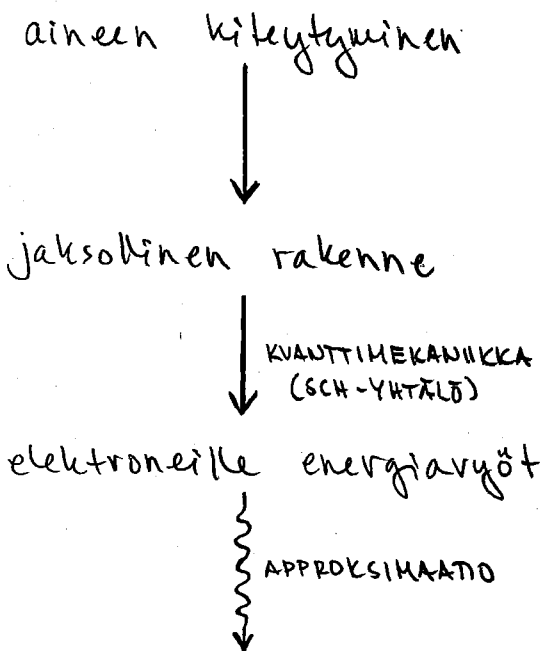 aineen kiteytyminen
jaksollinen rakenne
KVANTTIMEKANIIKKA
(SCH-YHTÄLÖ)
elektroneille energiavyöt
APPROKSIMAATIO